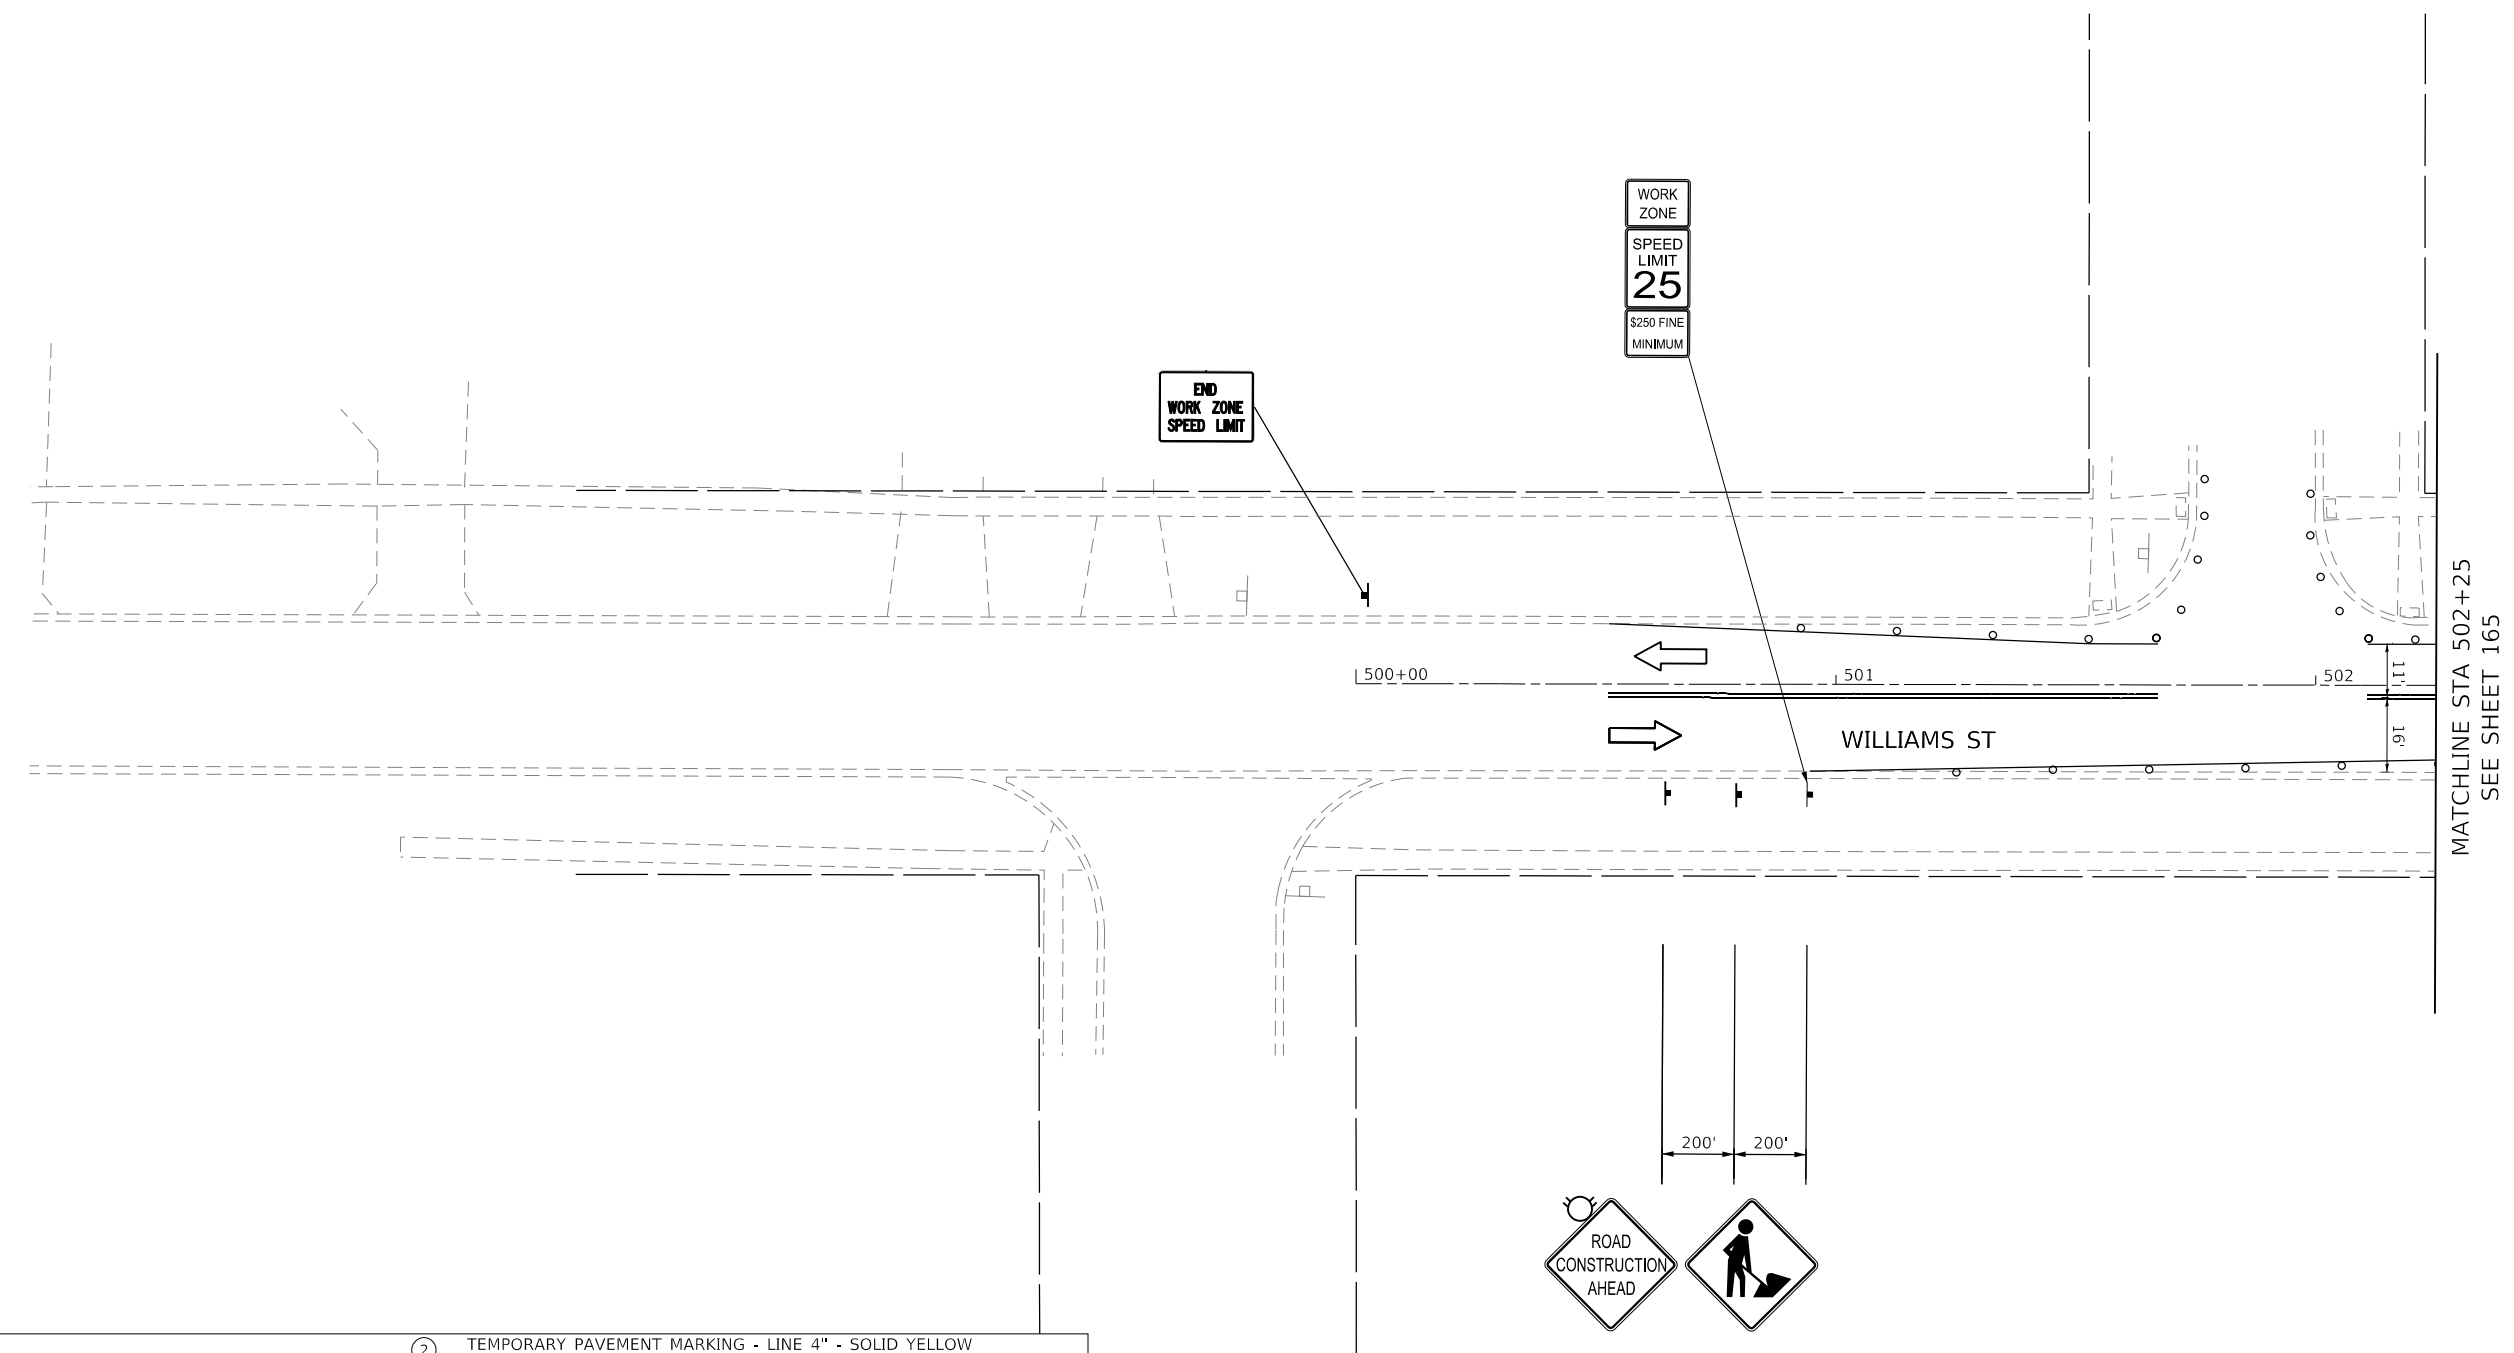 WORK
ZONE
SPEED
LIMIT
25
$250 FINE
MINIMUM
END
WORK ZONE
SPEED LIMIT
500+00
501
502
11'
16'
WILLIAMS ST
MATCHLINE STA 502+25
SEE SHEET 165
200'
200'
ROAD
CONSTRUCTION
AHEAD
2 TEMPORARY PAVEMENT MARKING - LINE 4" - SOLID YELLOW